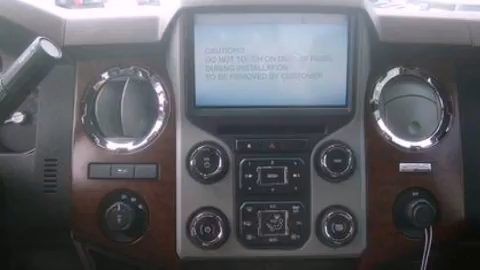 CAUTION!!
DO NOT TOUCH ON DISPLAY PANEL
DURING INSTALLATION.
TO BE REMOVED BY CUSTOMER